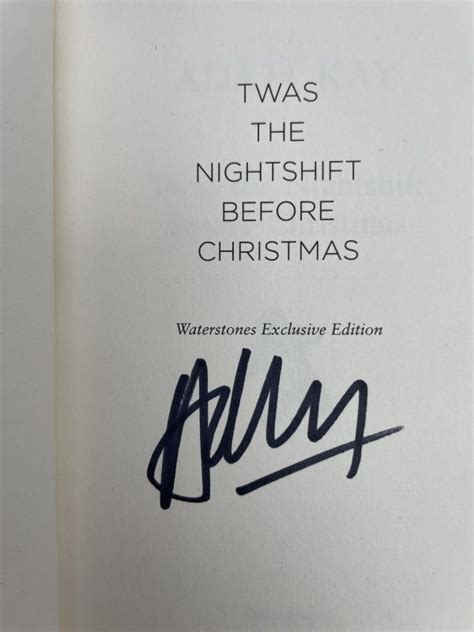 TWAS
THE
NIGHTSHIFT
BEFORE
CHRISTMAS
Waterstones Exclusive Edition